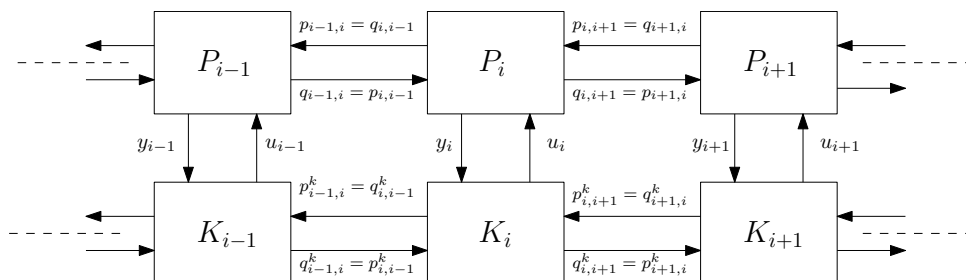 p_{i-1,i} = q_{i,i-1}
p_{i,i+1} = q_{i+1,i}
P_{i-1}
P_i
P_{i+1}
q_{i-1,i} = p_{i,i-1}
q_{i,i+1} = p_{i+1,i}
y_{i-1}
u_{i-1}
y_i
u_i
y_{i+1}
u_{i+1}
p^k_{i-1,i} = q^k_{i,i-1}
p^k_{i,i+1} = q^k_{i+1,i}
K_{i-1}
K_i
K_{i+1}
q^k_{i-1,i} = p^k_{i,i-1}
q^k_{i,i+1} = p^k_{i+1,i}